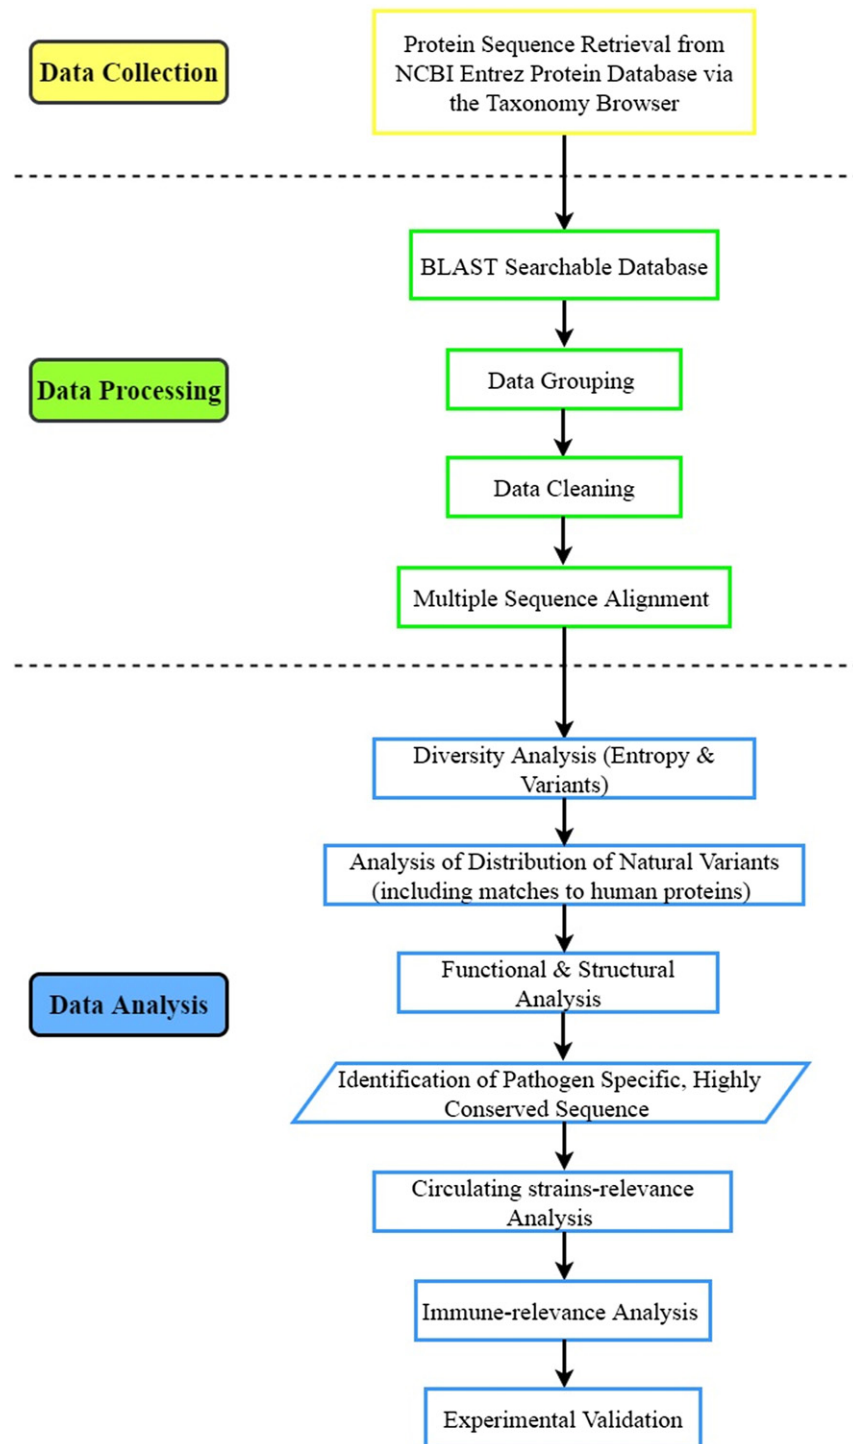 Data Collection
Protein Sequence Retrieval from
NCBI Entrez Protein Database via
the Taxonomy Browser
BLAST Searchable Database
Data Processing
Data Grouping
Data Cleaning
Multiple Sequence Alignment
Diversity Analysis (Entropy &
Variants)
Analysis of Distribution of Natural Variants
(including matches to human proteins)
Data Analysis
Functional & Structural
Analysis
Identification of Pathogen Specific, Highly
Conserved Sequence
Circulating strains-relevance
Analysis
Immune-relevance Analysis
Experimental Validation